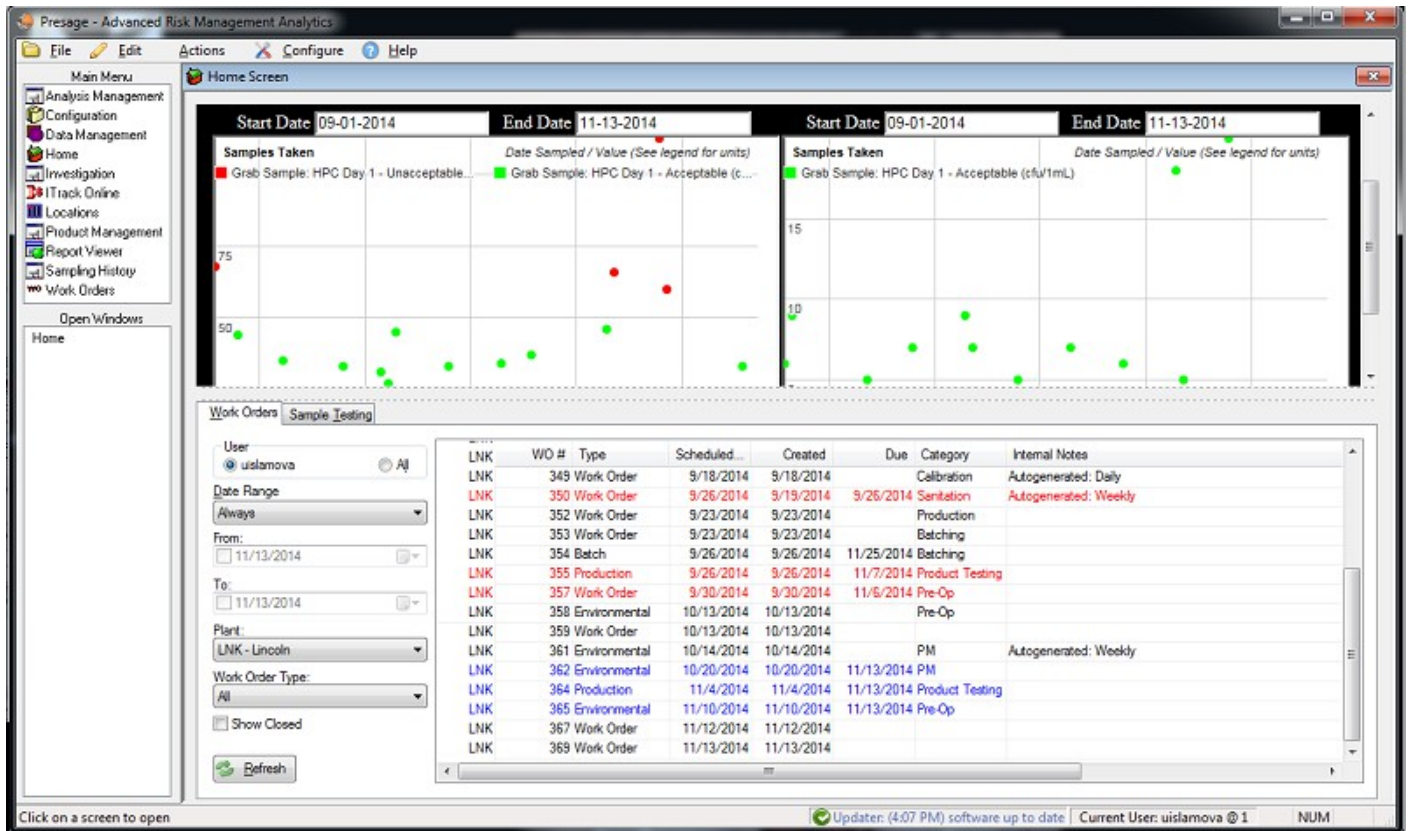 Presage - Advanced Risk Management Analytics
File Edit Actions Configure Help
Main Menu
Analysis Management
Configuration
Data Management
Home
Investigation
ITrack Online
Locations
Product Management
Report Viewer
Sampling History
Work Orders
Open Windows
Home
Home Screen
Start Date 09-01-2014 End Date 11-13-2014
Samples Taken Date Sampled / Value (See legend for units)
Grab Sample: HPC Day 1 - Unacceptable... Grab Sample: HPC Day 1 - Acceptable (c...
75
50
Start Date 09-01-2014 End Date 11-13-2014
Samples Taken Date Sampled / Value (See legend for units)
Grab Sample: HPC Day 1 - Acceptable (cfu/1mL)
15
10
Work Orders Sample Testing
User
uislamova All
Date Range
Always
From:
11/13/2014
To:
11/13/2014
Plant:
LNK - Lincoln
Work Order Type:
All
Show Closed
Refresh
LNK WO # Type Scheduled... Created Due Category Internal Notes
LNK 349 Work Order 9/18/2014 9/18/2014 Calibration Autogenerated: Daily
LNK 350 Work Order 9/26/2014 9/19/2014 9/26/2014 Sanitation Autogenerated: Weekly
LNK 352 Work Order 9/23/2014 9/23/2014 Production
LNK 353 Work Order 9/23/2014 9/23/2014 Batching
LNK 354 Batch 9/26/2014 9/26/2014 11/25/2014 Batching
LNK 355 Production 9/26/2014 9/26/2014 11/7/2014 Product Testing
LNK 357 Work Order 9/30/2014 9/30/2014 11/6/2014 Pre-Op
LNK 358 Environmental 10/13/2014 10/13/2014 Pre-Op
LNK 359 Work Order 10/13/2014 10/13/2014
LNK 361 Environmental 10/14/2014 10/14/2014 PM Autogenerated: Weekly
LNK 362 Environmental 10/20/2014 10/20/2014 11/13/2014 PM
LNK 364 Production 11/4/2014 11/4/2014 11/13/2014 Product Testing
LNK 365 Environmental 11/10/2014 11/10/2014 11/13/2014 Pre-Op
LNK 367 Work Order 11/12/2014 11/12/2014
LNK 369 Work Order 11/13/2014 11/13/2014
Click on a screen to open Updater: (4:07 PM) software up to date Current User: uislamova @ 1 NUM